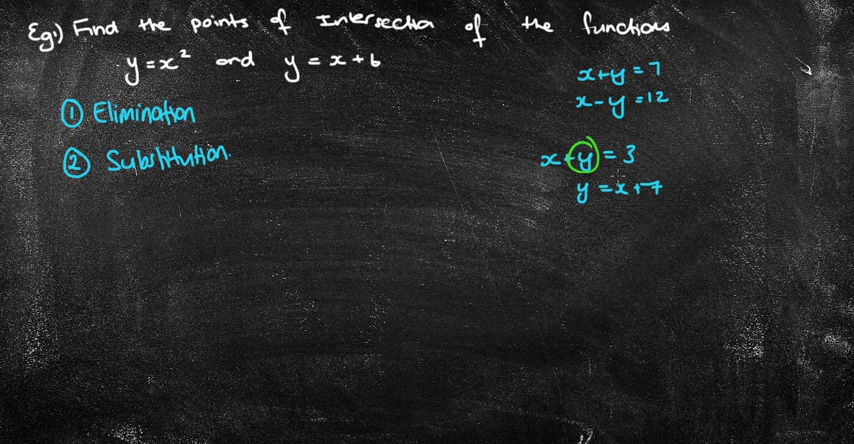 Eg1) Find the points of Intersection of the functions
y = x² and y = x + 6
① Elimination
② Substitution.
x+y = 7
x-y = 12
x+y = 3
y = x+7